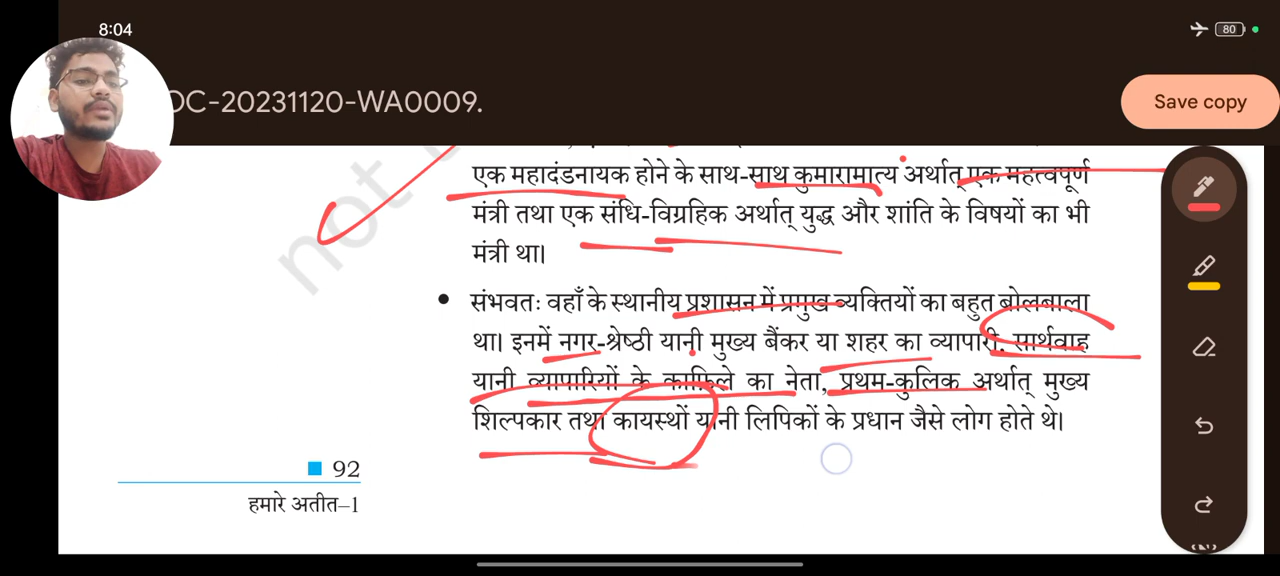 8:04
80
OC-20231120-WA0009.
Save copy
एक महादंडनायक होने के साथ-साथ कुमारामात्य अर्थात् एक महत्वपूर्ण
मंत्री तथा एक संधि-विग्रहिक अर्थात् युद्ध और शांति के विषयों का भी
मंत्री था।
• संभवतः वहाँ के स्थानीय प्रशासन में प्रमुख व्यक्तियों का बहुत बोलबाला
था। इनमें नगर-श्रेष्ठी यानी मुख्य बैंकर या शहर का व्यापारी, सार्थवाह
यानी व्यापारियों के काफ़िले का नेता, प्रथम-कुलिक अर्थात् मुख्य
शिल्पकार तथा कायस्थों यानी लिपिकों के प्रधान जैसे लोग होते थे।
not
92
हमारे अतीत–1